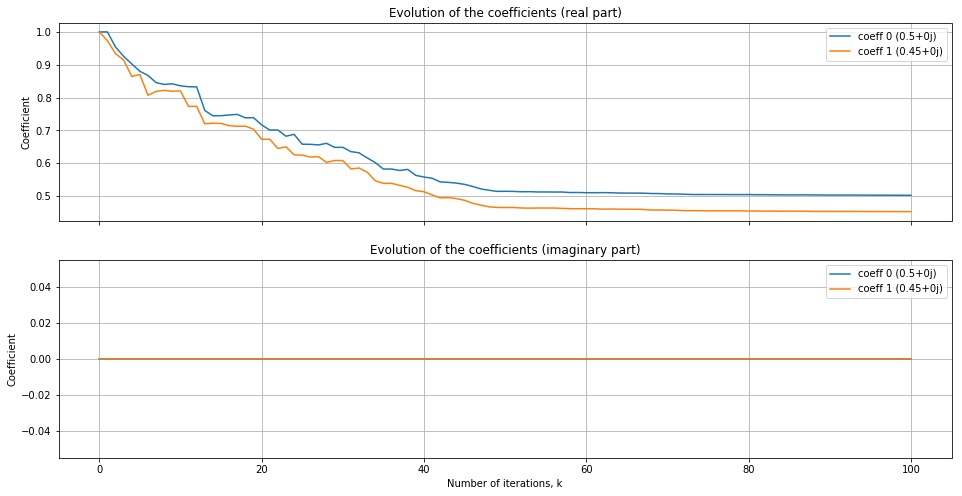 Evolution of the coefficients (real part)
Coefficient
1.0
0.9
0.8
0.7
0.6
0.5
coeff 0 (0.5+0j)
coeff 1 (0.45+0j)
Evolution of the coefficients (imaginary part)
Coefficient
0.04
0.02
0.00
−0.02
−0.04
coeff 0 (0.5+0j)
coeff 1 (0.45+0j)
0 20 40 60 80 100
Number of iterations, k